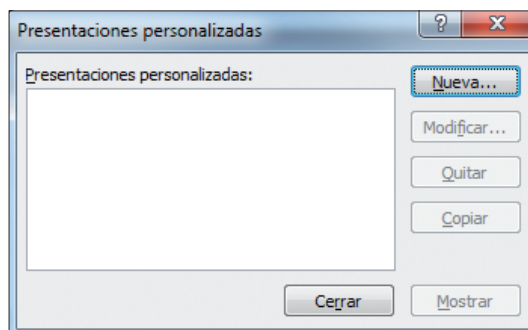 Presentaciones personalizadas
?
Presentaciones personalizadas:
Nueva...
Modificar...
Quitar
Copiar
Cerrar
Mostrar